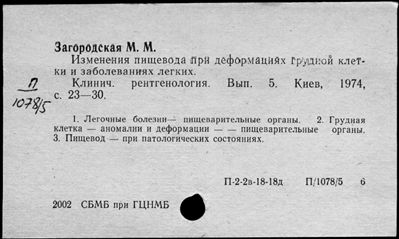 Загородская М. М.
Изменения пищевода при деформациях грудной клет-
ки и заболеваниях легких.
Клинич. рентгенология. Вып. 5. Киев, 1974,
с. 23—30.
П
1078/5
1. Легочные болезни— пищеварительные органы. 2. Грудная
клетка — аномалии и деформации — — пищеварительные органы.
3. Пищевод — при патологических состояниях.
П-2-2в-18-18д П/1078/5 6
2002 СБМБ при ГЦНМБ